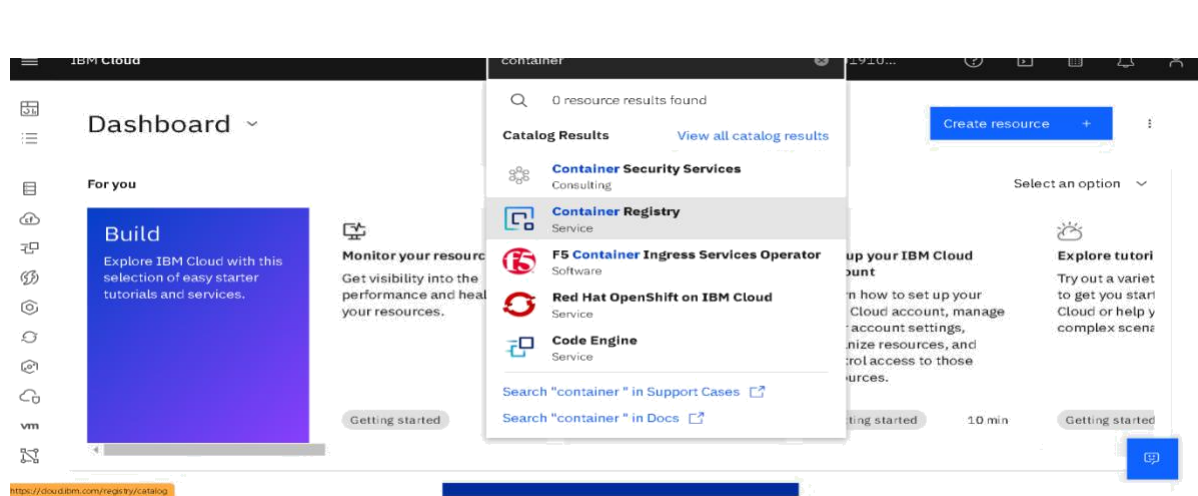 IBM Cloud
container
1910...
0 resource results found
Dashboard
Catalog Results
View all catalog results
Create resource +
Container Security Services
Consulting
For you
Select an option
Container Registry
Service
Build
Explore IBM Cloud with this
selection of easy starter
tutorials and services.
Monitor your resourc
Get visibility into the
performance and heal
your resources.
Getting started
F5 Container Ingress Services Operator
Software
Red Hat OpenShift on IBM Cloud
Service
Code Engine
Service
Search "container " in Support Cases
Search "container " in Docs
up your IBM Cloud
ount
n how to set up your
Cloud account, manage
account settings,
nize resources, and
rol access to those
urces.
ting started
10 min
Explore tutori
Try out a variet
to get you start
Cloud or help y
complex scena
Getting started
vm
https://cloud.ibm.com/registry/catalog